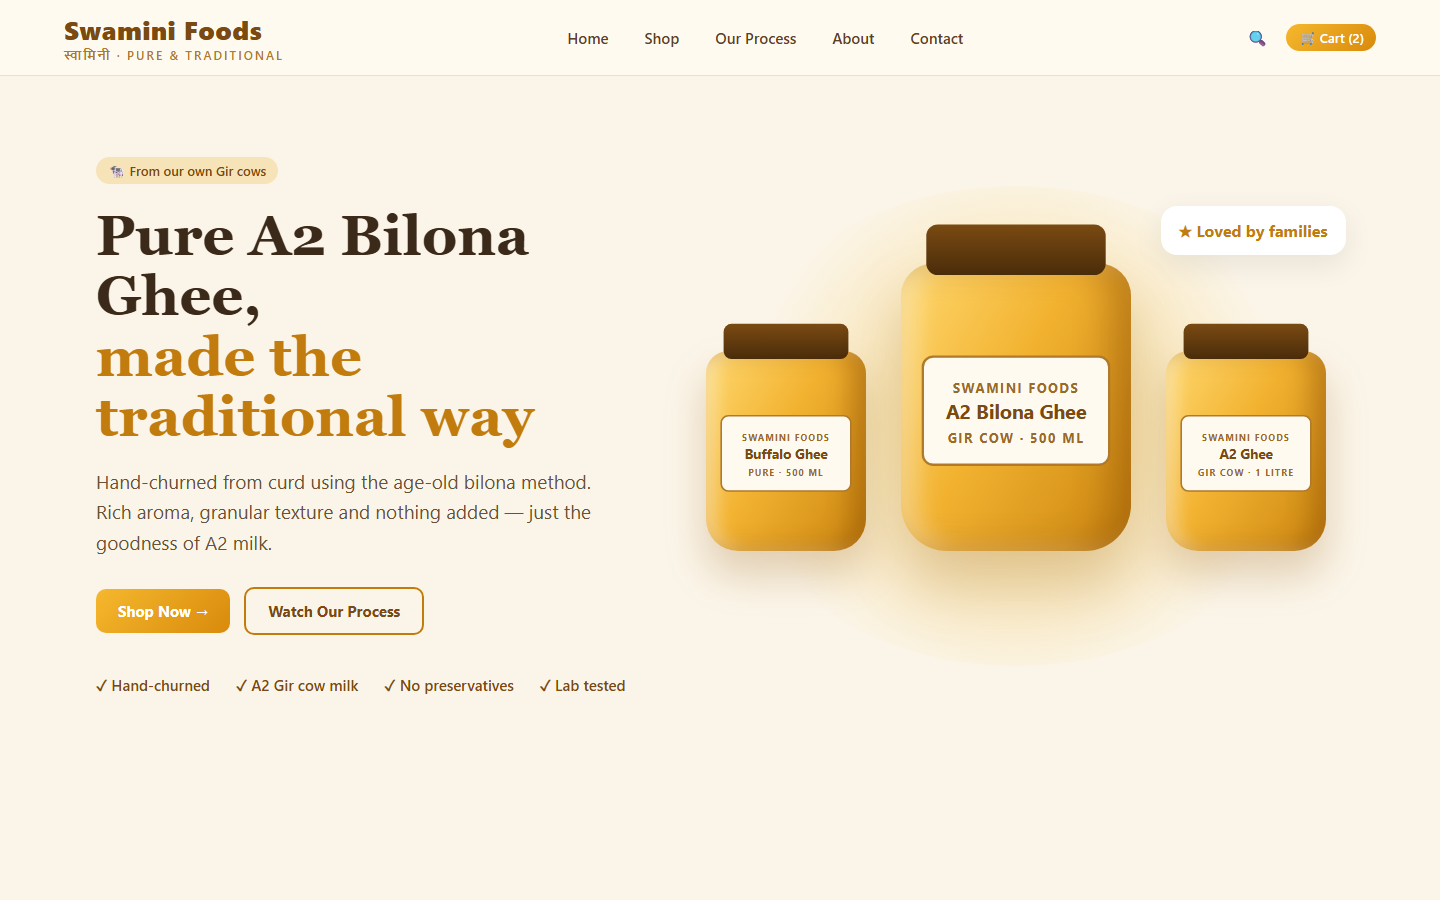 Swamini Foods
स्वामिनी · PURE & TRADITIONAL
Home Shop Our Process About Contact
Cart (2)
From our own Gir cows
Pure A2 Bilona
Ghee,
made the
traditional way
Hand-churned from curd using the age-old bilona method.
Rich aroma, granular texture and nothing added — just the
goodness of A2 milk.
Shop Now →
Watch Our Process
✓ Hand-churned ✓ A2 Gir cow milk ✓ No preservatives ✓ Lab tested
★ Loved by families
SWAMINI FOODS
Buffalo Ghee
PURE · 500 ML
SWAMINI FOODS
A2 Bilona Ghee
GIR COW · 500 ML
SWAMINI FOODS
A2 Ghee
GIR COW · 1 LITRE